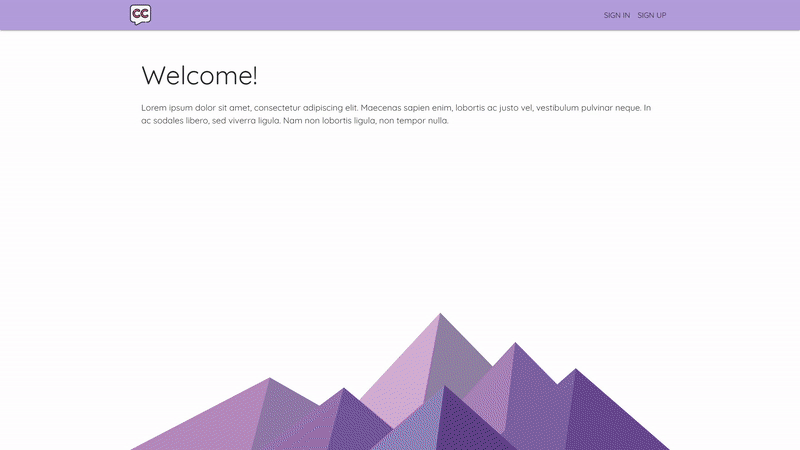 CC
SIGN IN SIGN UP
Welcome!
Lorem ipsum dolor sit amet, consectetur adipiscing elit. Maecenas sapien enim, lobortis ac justo vel, vestibulum pulvinar neque. In
ac sodales libero, sed viverra ligula. Nam non lobortis ligula, non tempor nulla.